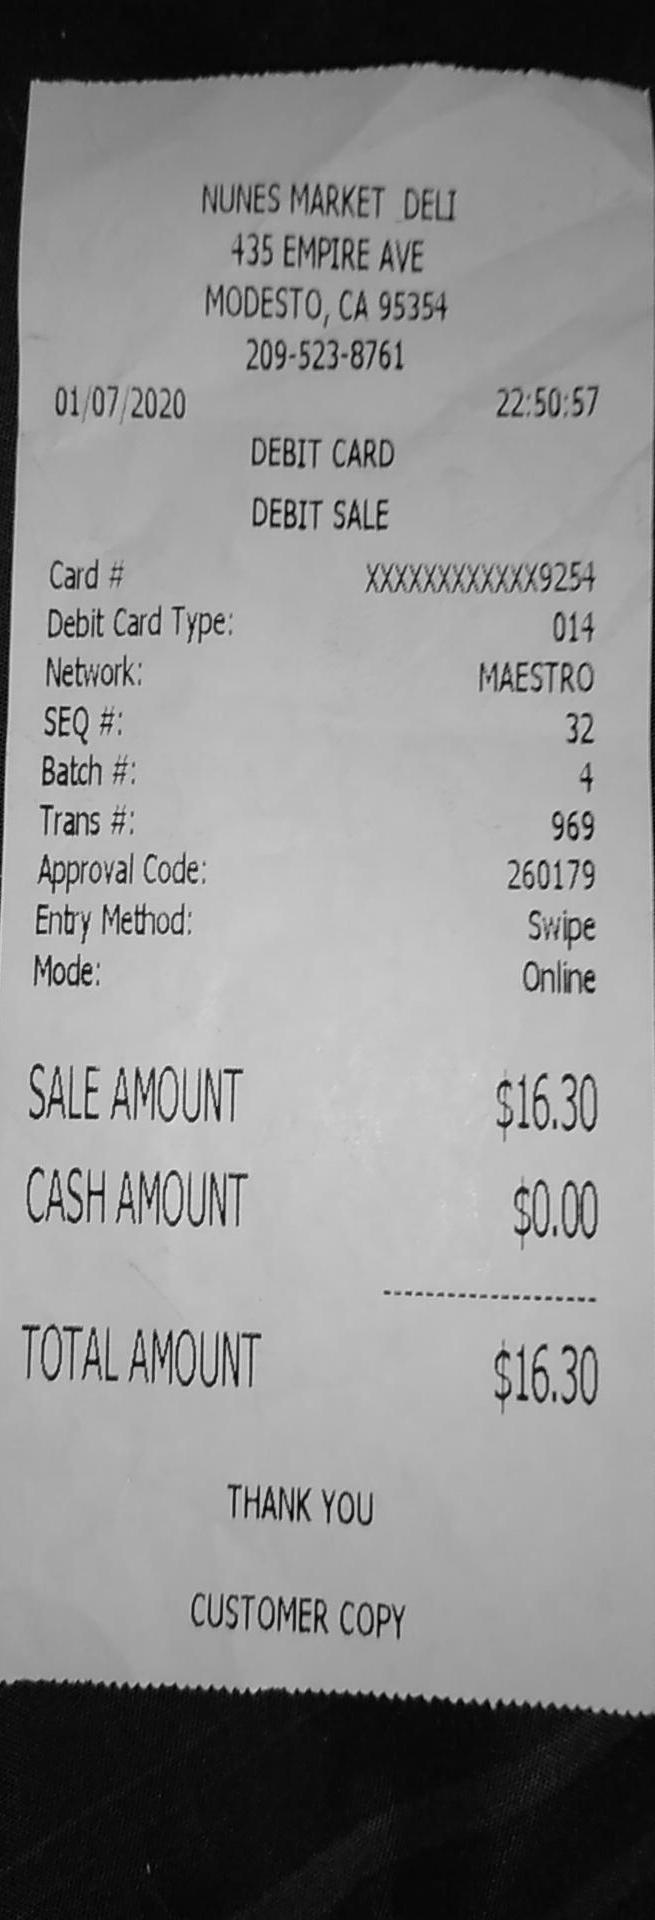 NUNES MARKET DELI
435 EMPIRE AVE
MODESTO, CA 95354
209-523-8761
01/07/2020 22:50:57
DEBIT CARD
DEBIT SALE
Card # XXXXXXXXXXXX9254
Debit Card Type: 014
Network: MAESTRO
SEQ #: 32
Batch #: 4
Trans #: 969
Approval Code: 260179
Entry Method: Swipe
Mode: Online
SALE AMOUNT $16.30
CASH AMOUNT $0.00
--------------------
TOTAL AMOUNT $16.30
THANK YOU
CUSTOMER COPY